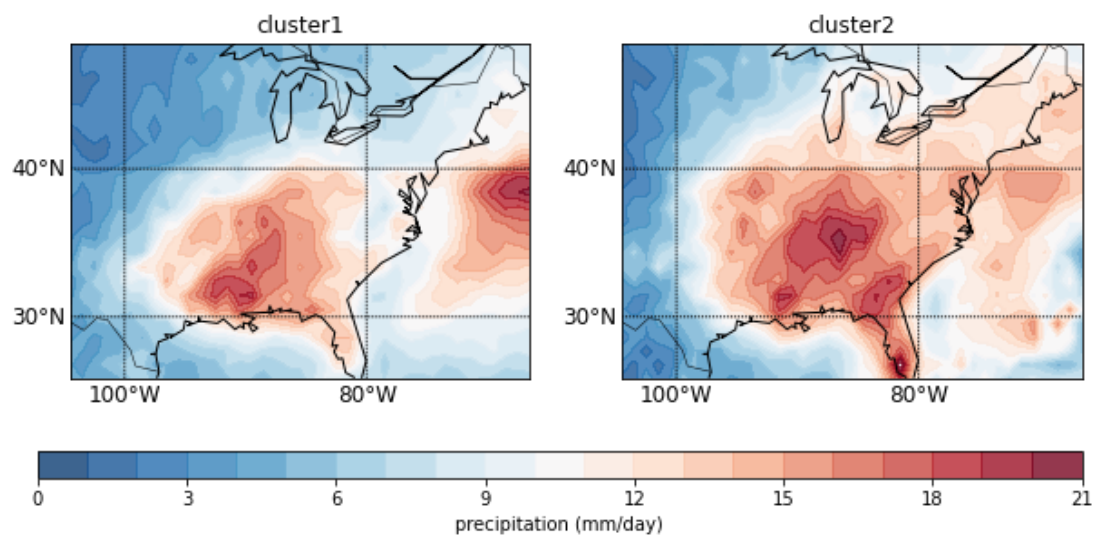 cluster1
cluster2
40°N
40°N
30°N
30°N
100°W 80°W
100°W 80°W
0 3 6 9 12 15 18 21
precipitation (mm/day)